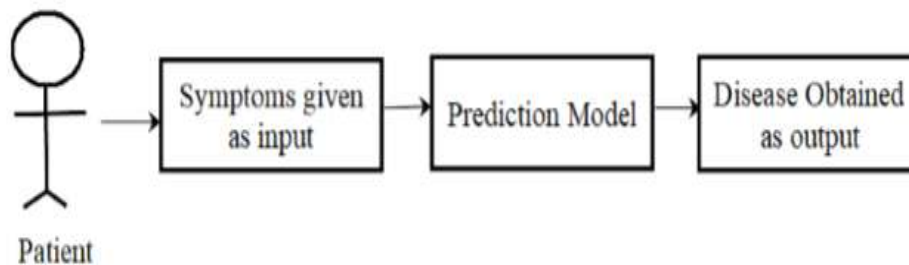 Symptoms given
as input
Prediction Model
Disease Obtained
as output
Patient